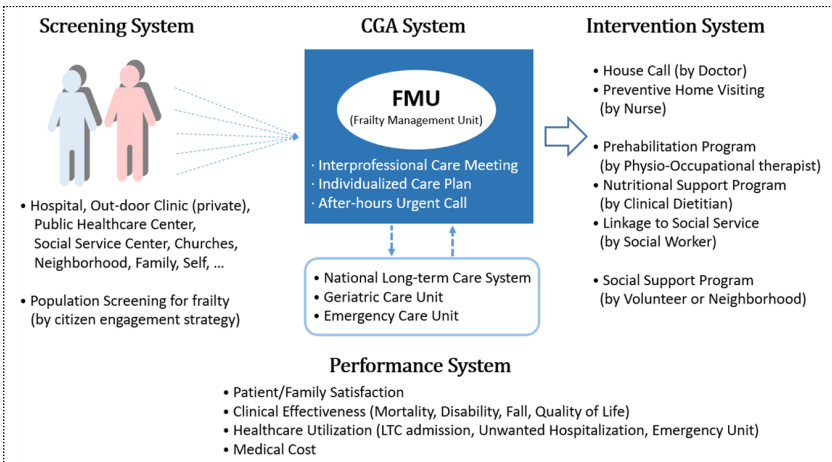 Screening System
CGA System
Intervention System
FMU
(Frailty Management Unit)
· Interprofessional Care Meeting
· Individualized Care Plan
· After-hours Urgent Call
• Hospital, Out-door Clinic (private),
Public Healthcare Center,
Social Service Center, Churches,
Neighborhood, Family, Self, ...
• Population Screening for frailty
(by citizen engagement strategy)
• National Long-term Care System
• Geriatric Care Unit
• Emergency Care Unit
• House Call (by Doctor)
• Preventive Home Visiting
(by Nurse)
• Prehabilitation Program
(by Physio-Occupational therapist)
• Nutritional Support Program
(by Clinical Dietitian)
• Linkage to Social Service
(by Social Worker)
• Social Support Program
(by Volunteer or Neighborhood)
Performance System
• Patient/Family Satisfaction
• Clinical Effectiveness (Mortality, Disability, Fall, Quality of Life)
• Healthcare Utilization (LTC admission, Unwanted Hospitalization, Emergency Unit)
• Medical Cost